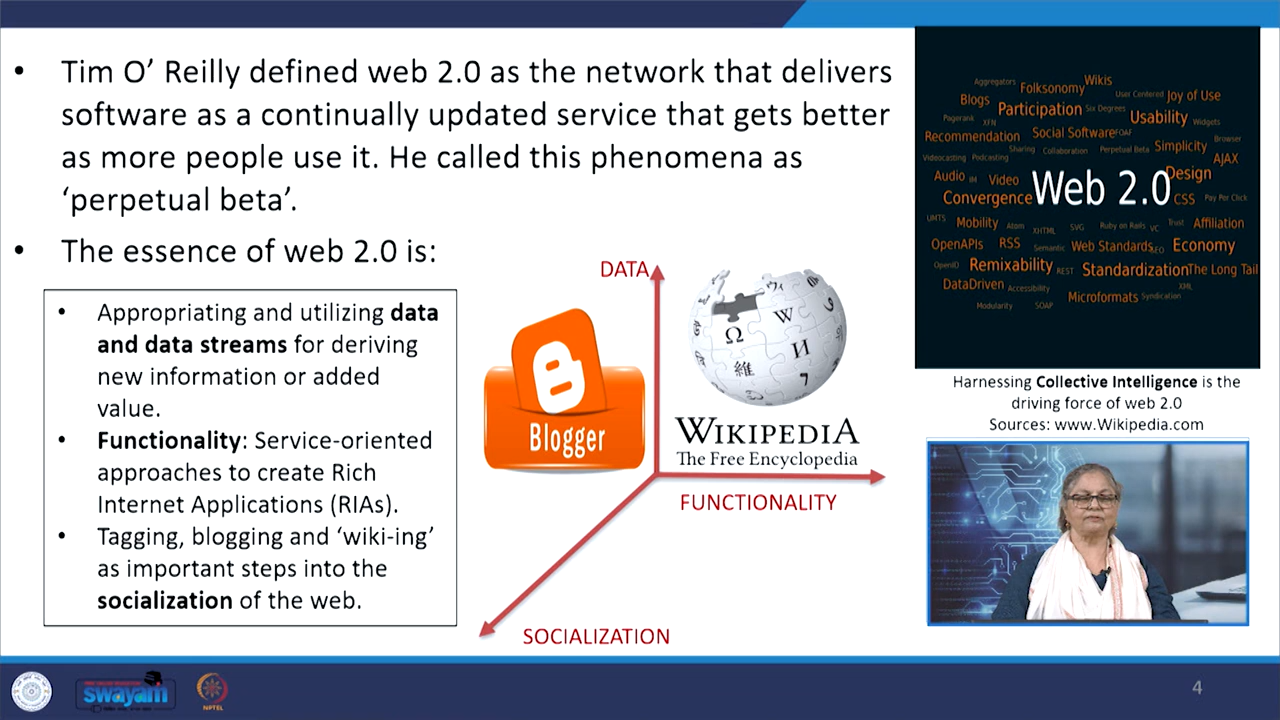 • Tim O’ Reilly defined web 2.0 as the network that delivers
software as a continually updated service that gets better
as more people use it. He called this phenomena as
‘perpetual beta’.
• The essence of web 2.0 is:
• Appropriating and utilizing data
and data streams for deriving
new information or added
value.
• Functionality: Service-oriented
approaches to create Rich
Internet Applications (RIAs).
• Tagging, blogging and ‘wiki-ing’
as important steps into the
socialization of the web.
DATA
Blogger
WIKIPEDIA
The Free Encyclopedia
Ω W И 維
FUNCTIONALITY
SOCIALIZATION
Aggregators Folksonomy Wikis
Blogs User Centered Joy of Use
Participation Six Degrees Usability
Pagerank XFN Widgets
Recommendation Social Software FOAF Browser
Sharing Collaboration Perpetual Beta Simplicity
Videocasting Podcasting AJAX
Audio IM Video Design
Convergence Web 2.0 CSS Pay Per Click
UMTS Mobility Atom XHTML SVG Ruby on Rails VC Trust Affiliation
OpenAPIs RSS Semantic Web Standards SEO Economy
OpenID Remixability REST Standardization The Long Tail
DataDriven Accessibility XML
Microformats Syndication
Modularity SOAP
Harnessing Collective Intelligence is the
driving force of web 2.0
Sources: www.Wikipedia.com
swayam
NPTEL
4